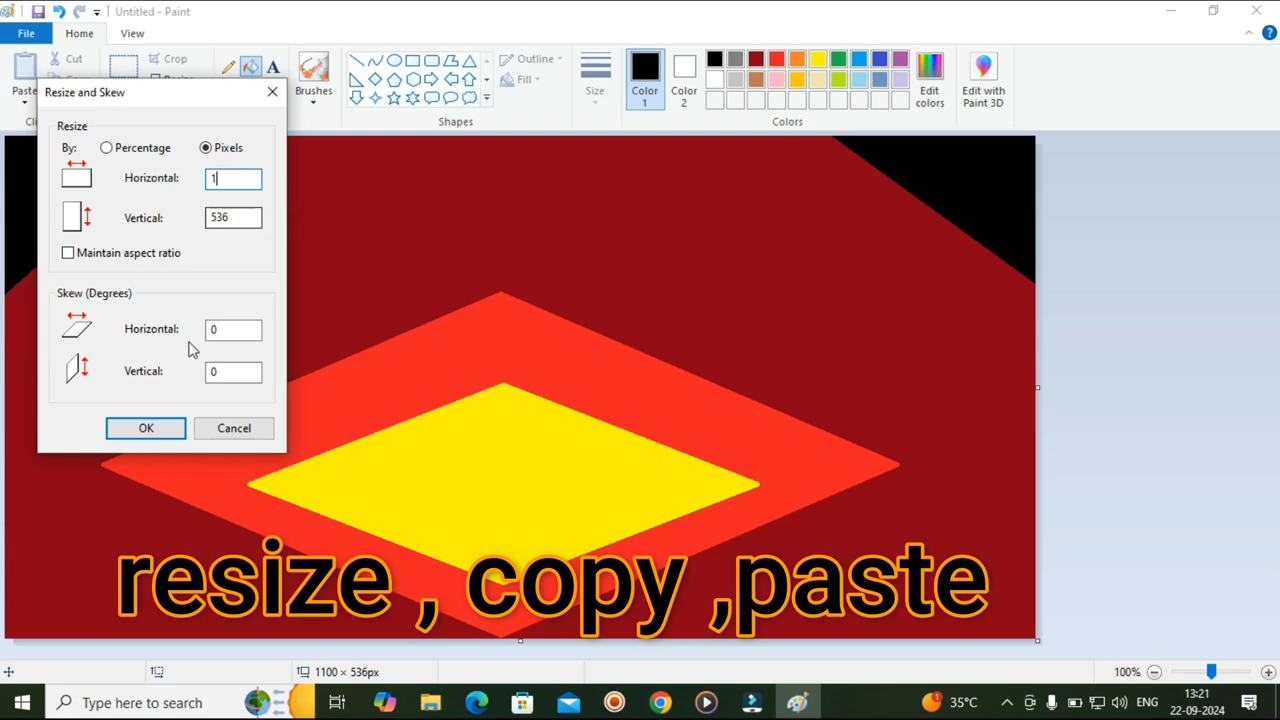 Untitled - Paint
File
Home
View
Paste
Cut
Crop
Brushes
Outline
Fill
Size
Color 1
Color 2
Edit colors
Edit with Paint 3D
Shapes
Colors
Resize and Skew
Resize
By:
Percentage
Pixels
Horizontal:
1
Vertical:
536
Maintain aspect ratio
Skew (Degrees)
Horizontal:
0
Vertical:
0
OK
Cancel
resize , copy ,paste
1100 × 536px
100%
Type here to search
1
35°C
ENG
13:21
22-09-2024